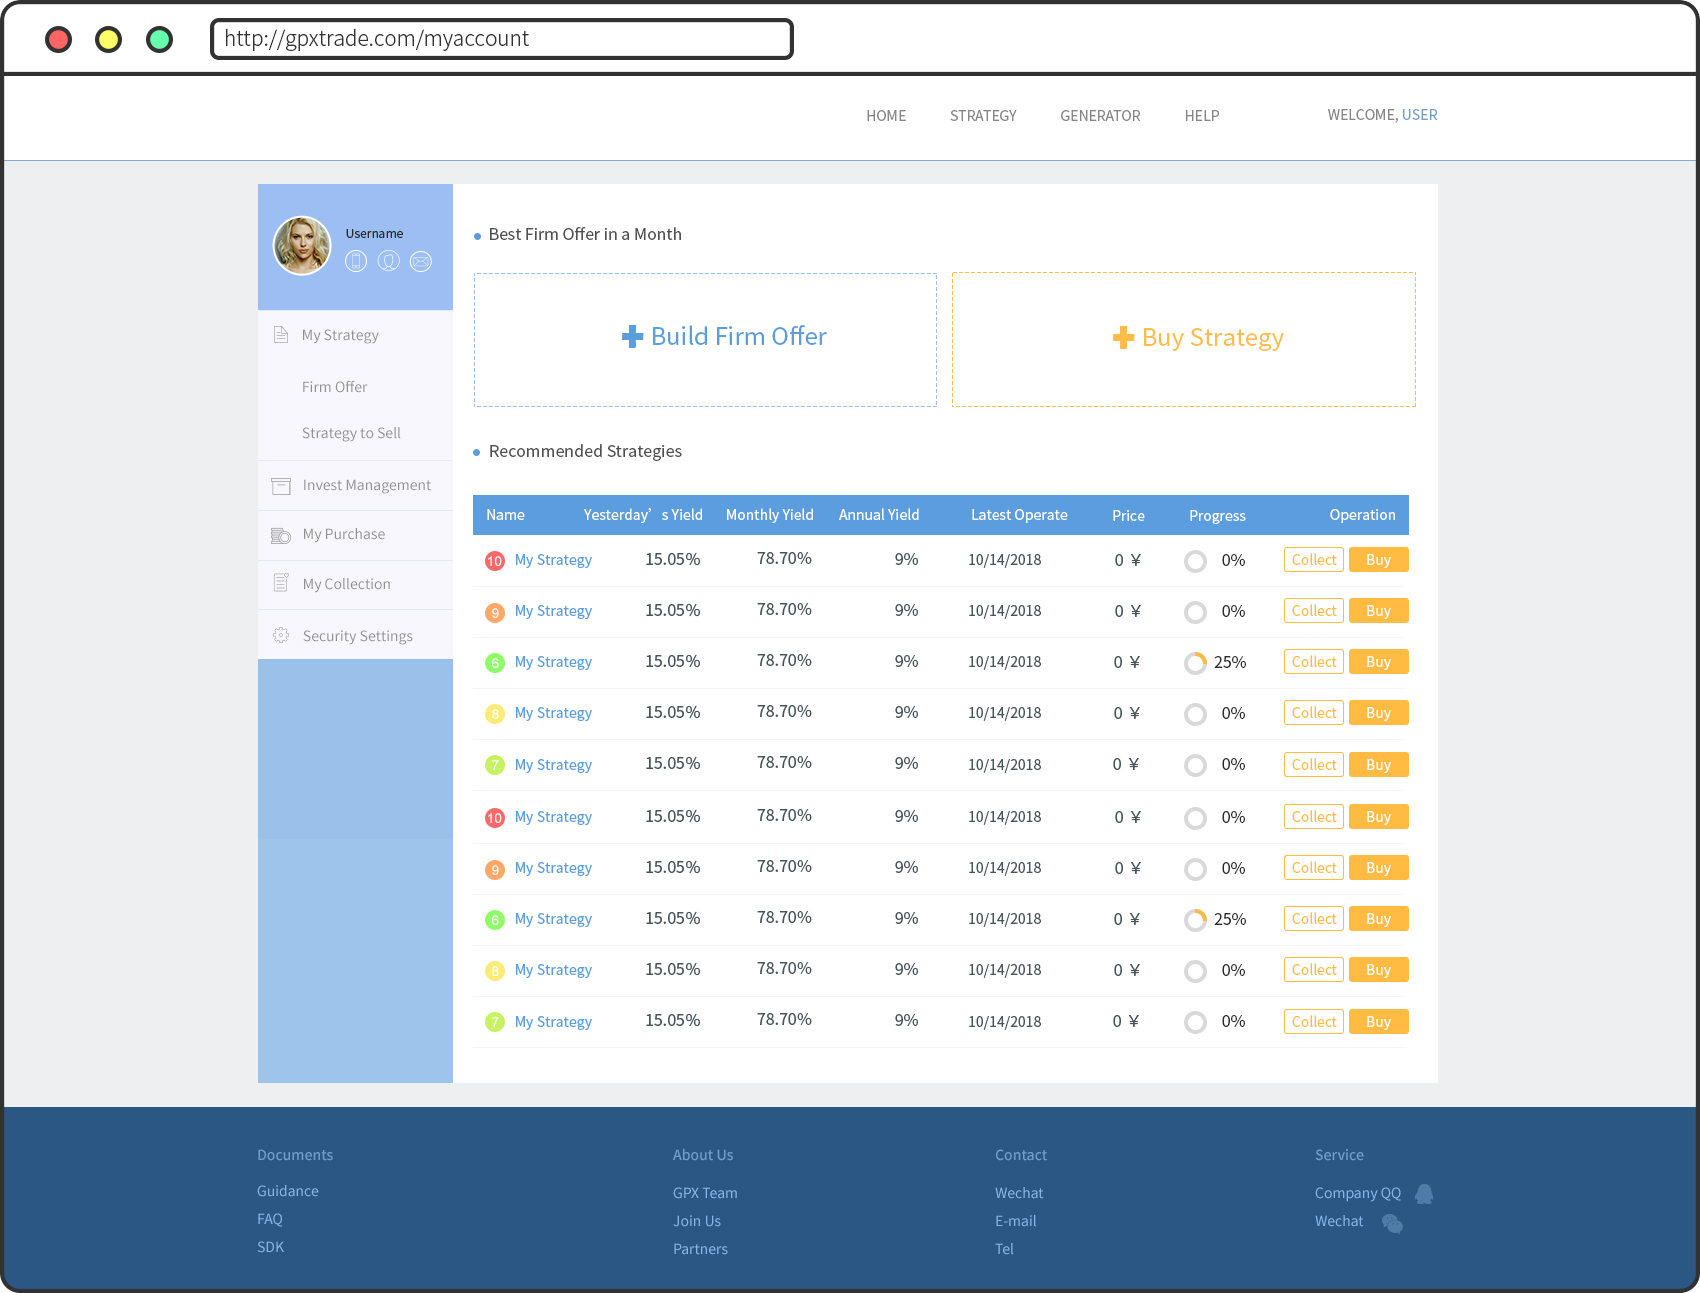 http://gpxtrade.com/myaccount
HOME STRATEGY GENERATOR HELP WELCOME, USER
Username
My Strategy
Firm Offer
Strategy to Sell
Invest Management
My Purchase
My Collection
Security Settings
Best Firm Offer in a Month
Build Firm Offer
Buy Strategy
Recommended Strategies
Name Yesterday’s Yield Monthly Yield Annual Yield Latest Operate Price Progress Operation
10 My Strategy 15.05% 78.70% 9% 10/14/2018 0 ¥ 0% Collect Buy
9 My Strategy 15.05% 78.70% 9% 10/14/2018 0 ¥ 0% Collect Buy
6 My Strategy 15.05% 78.70% 9% 10/14/2018 0 ¥ 25% Collect Buy
8 My Strategy 15.05% 78.70% 9% 10/14/2018 0 ¥ 0% Collect Buy
7 My Strategy 15.05% 78.70% 9% 10/14/2018 0 ¥ 0% Collect Buy
10 My Strategy 15.05% 78.70% 9% 10/14/2018 0 ¥ 0% Collect Buy
9 My Strategy 15.05% 78.70% 9% 10/14/2018 0 ¥ 0% Collect Buy
6 My Strategy 15.05% 78.70% 9% 10/14/2018 0 ¥ 25% Collect Buy
8 My Strategy 15.05% 78.70% 9% 10/14/2018 0 ¥ 0% Collect Buy
7 My Strategy 15.05% 78.70% 9% 10/14/2018 0 ¥ 0% Collect Buy
Documents
Guidance
FAQ
SDK
About Us
GPX Team
Join Us
Partners
Contact
Wechat
E-mail
Tel
Service
Company QQ
Wechat